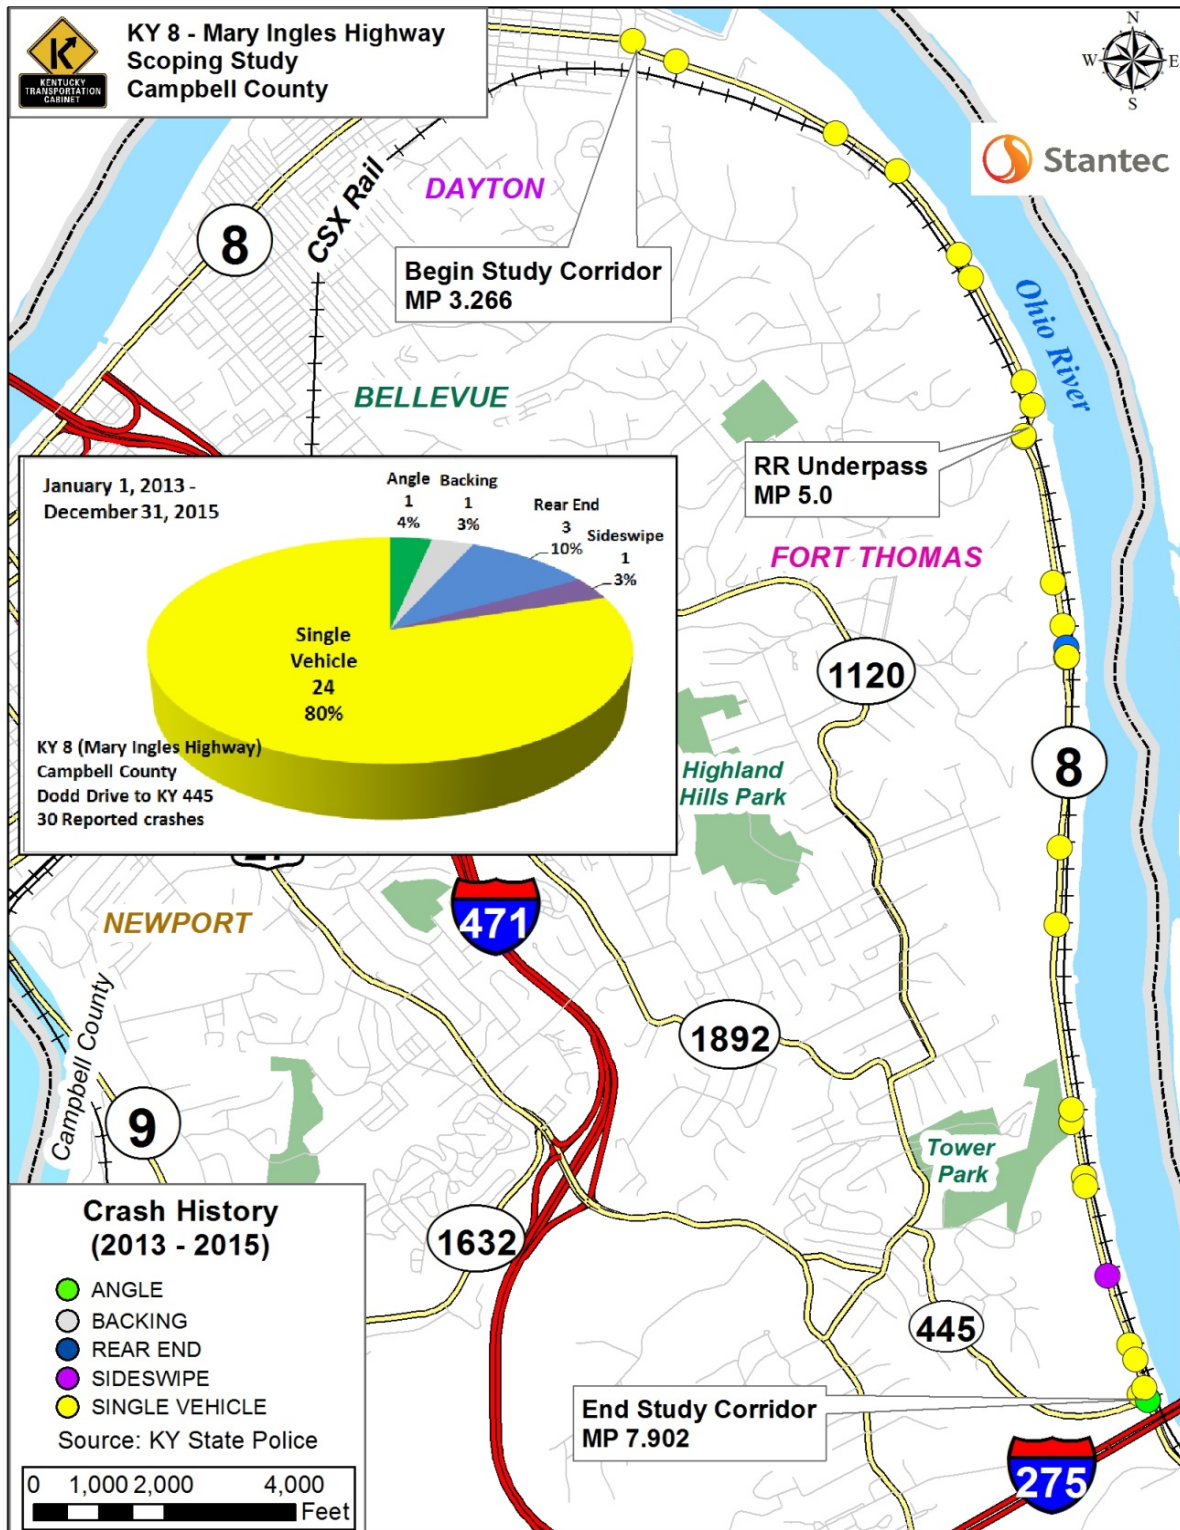 KY 8 - Mary Ingles Highway
Scoping Study
Campbell County
KENTUCKY
TRANSPORTATION
CABINET
N
W
E
S
Stantec
DAYTON
CSX Rail
8
Begin Study Corridor
MP 3.266
Ohio River
BELLEVUE
RR Underpass
MP 5.0
FORT THOMAS
January 1, 2013 -
December 31, 2015
Angle
1
4%
Backing
1
3%
Rear End
3
10%
Sideswipe
1
3%
Single
Vehicle
24
80%
KY 8 (Mary Ingles Highway)
Campbell County
Dodd Drive to KY 445
30 Reported crashes
1120
8
Highland
Hills Park
471
NEWPORT
1892
Campbell County
9
Tower
Park
1632
445
End Study Corridor
MP 7.902
275
Crash History
(2013 - 2015)
ANGLE
BACKING
REAR END
SIDESWIPE
SINGLE VEHICLE
Source: KY State Police
0 1,000 2,000 4,000
Feet